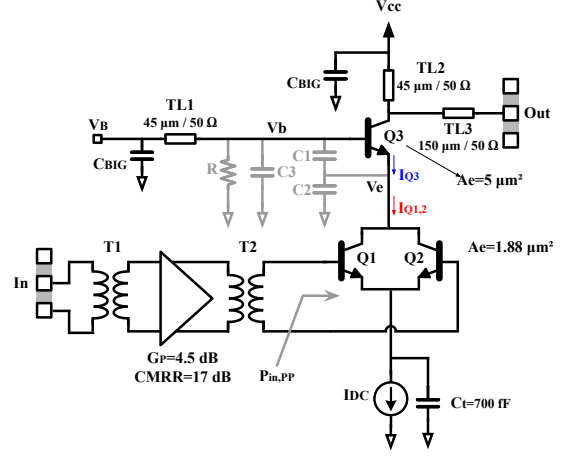 Vcc
CBIG
TL2
45 µm / 50 Ω
TL1
45 µm / 50 Ω
VB
Vb
Q3
TL3
150 µm / 50 Ω
Out
CBIG
R
C3
C1
C2
Ve
IQ3
Ae=5 µm²
IQ1,2
T1
T2
Q1
Q2
Ae=1.88 µm²
In
GP=4.5 dB
CMRR=17 dB
Pin,PP
IDC
Ct=700 fF